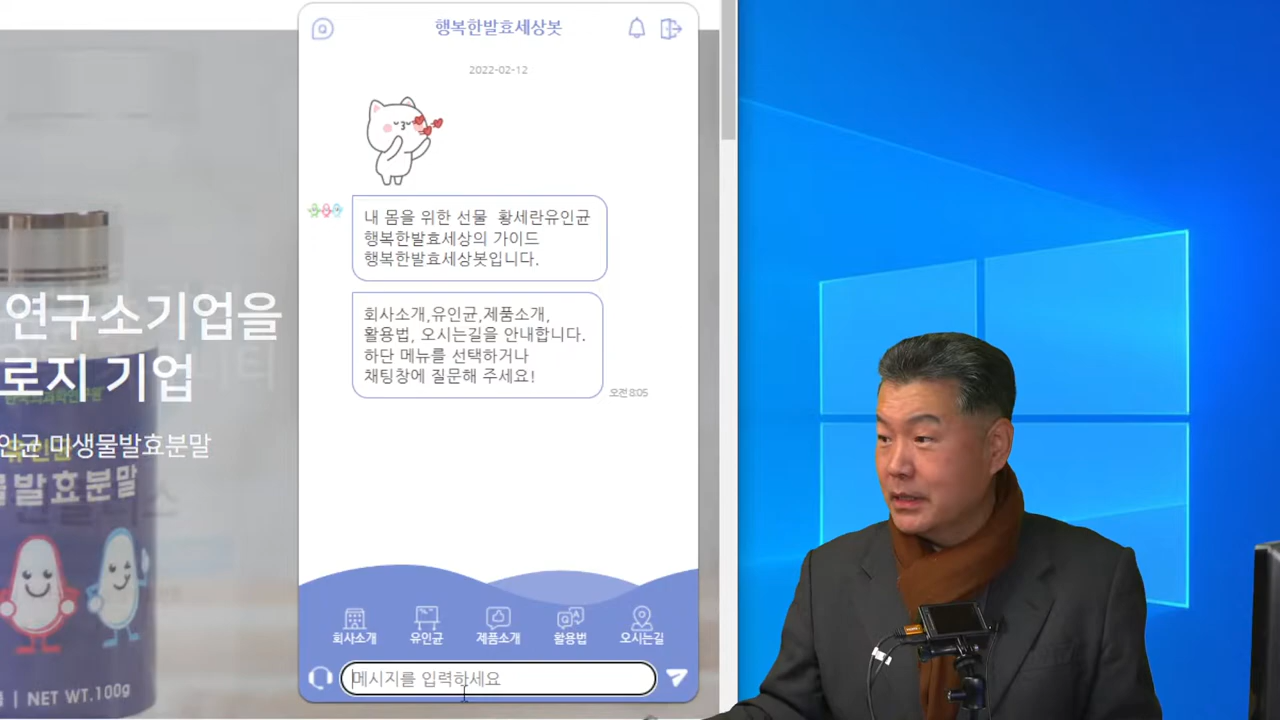 행복한발효세상봇
2022-02-12
내 몸을 위한 선물 황세란유인균
행복한발효세상의 가이드
행복한발효세상봇입니다.
회사소개,유인균,제품소개,
활용법, 오시는길을 안내합니다.
하단 메뉴를 선택하거나
채팅창에 질문해 주세요!
오전 8:05
회사소개
유인균
제품소개
활용법
오시는길
메시지를 입력하세요
연구소기업을
로지 기업
인균 미생물발효분말
발효분말
NET WT.100g